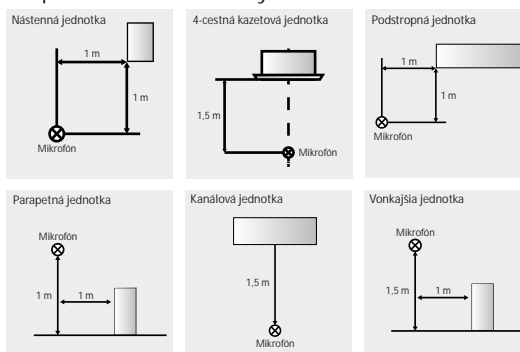 Nástenná jednotka
1 m
1 m
Mikrofón
4-cestná kazetová jednotka
1,5 m
Mikrofón
Podstropná jednotka
1 m
1 m
Mikrofón
Parapetná jednotka
Mikrofón
1 m
1 m
Kanálová jednotka
1,5 m
Mikrofón
Vonkajšia jednotka
Mikrofón
1,5 m
1 m